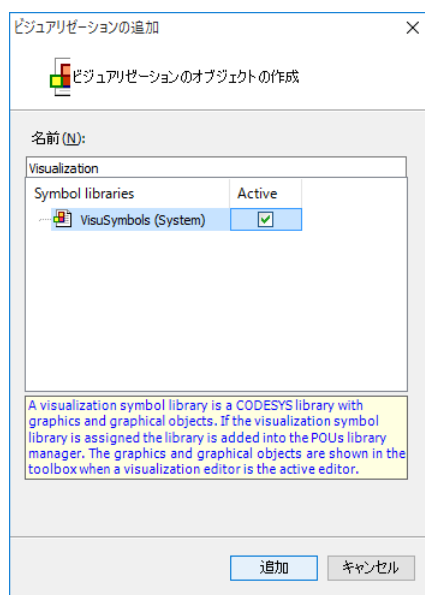 ビジュアリゼーションの追加
ビジュアリゼーションのオブジェクトの作成
名前(N):
Visualization
Symbol libraries Active
VisuSymbols (System)
A visualization symbol library is a CODESYS library with
graphics and graphical objects. If the visualization symbol
library is assigned the library is added into the POUs library
manager. The graphics and graphical objects are shown in the
toolbox when a visualization editor is the active editor.
追加 キャンセル